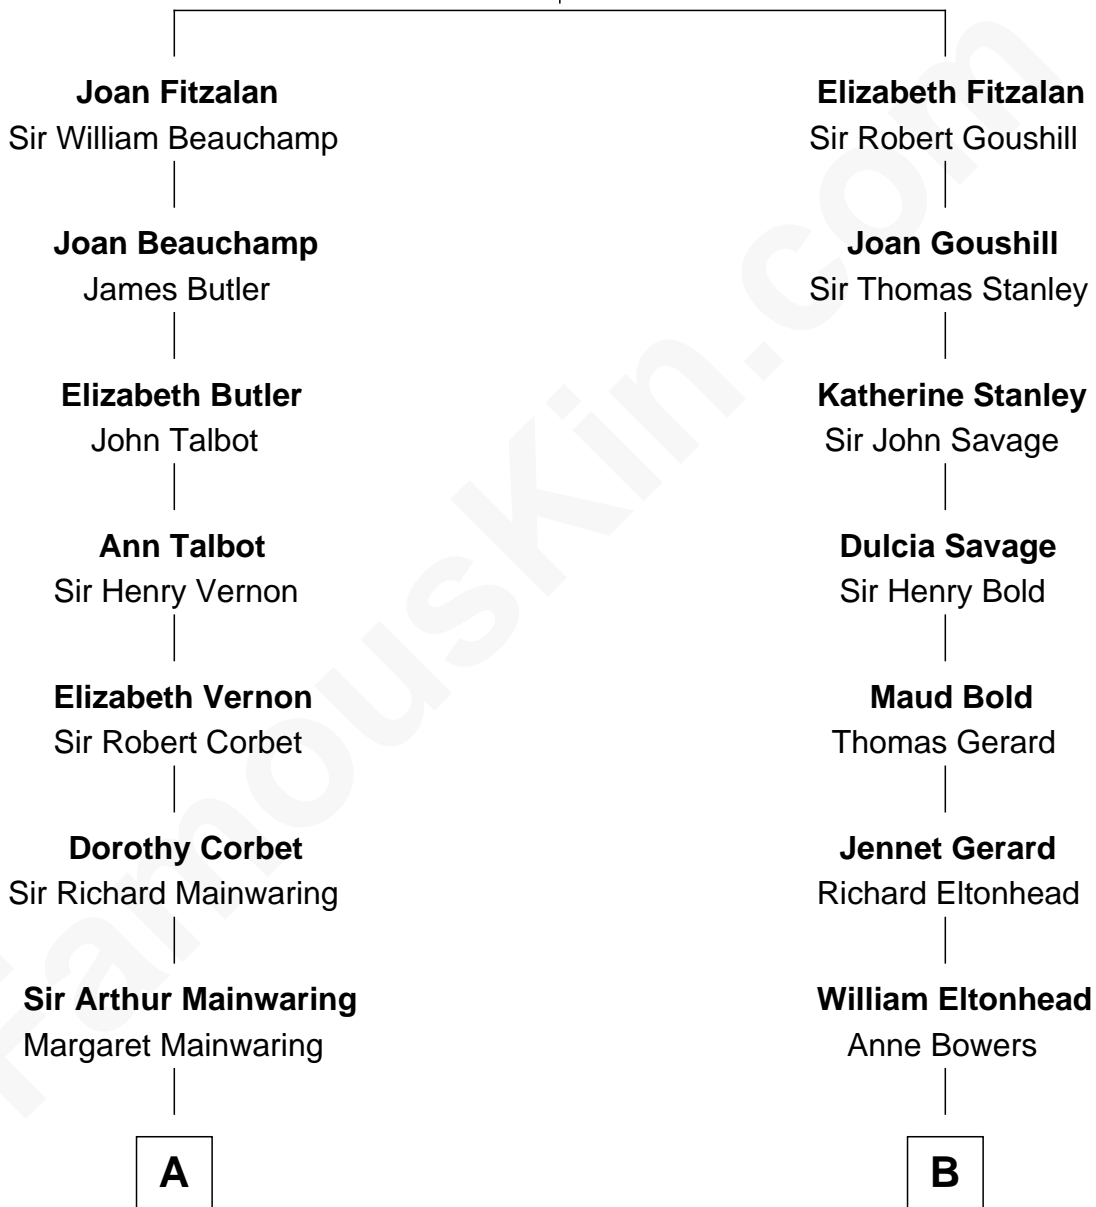 Joan Fitzalan
Sir William Beauchamp
Joan Beauchamp
James Butler
Elizabeth Butler
John Talbot
Ann Talbot
Sir Henry Vernon
Elizabeth Vernon
Sir Robert Corbet
Dorothy Corbet
Sir Richard Mainwaring
Sir Arthur Mainwaring
Margaret Mainwaring
A
Elizabeth Fitzalan
Sir Robert Goushill
Joan Goushill
Sir Thomas Stanley
Katherine Stanley
Sir John Savage
Dulcia Savage
Sir Henry Bold
Maud Bold
Thomas Gerard
Jennet Gerard
Richard Eltonhead
William Eltonhead
Anne Bowers
B
FamousKin.com